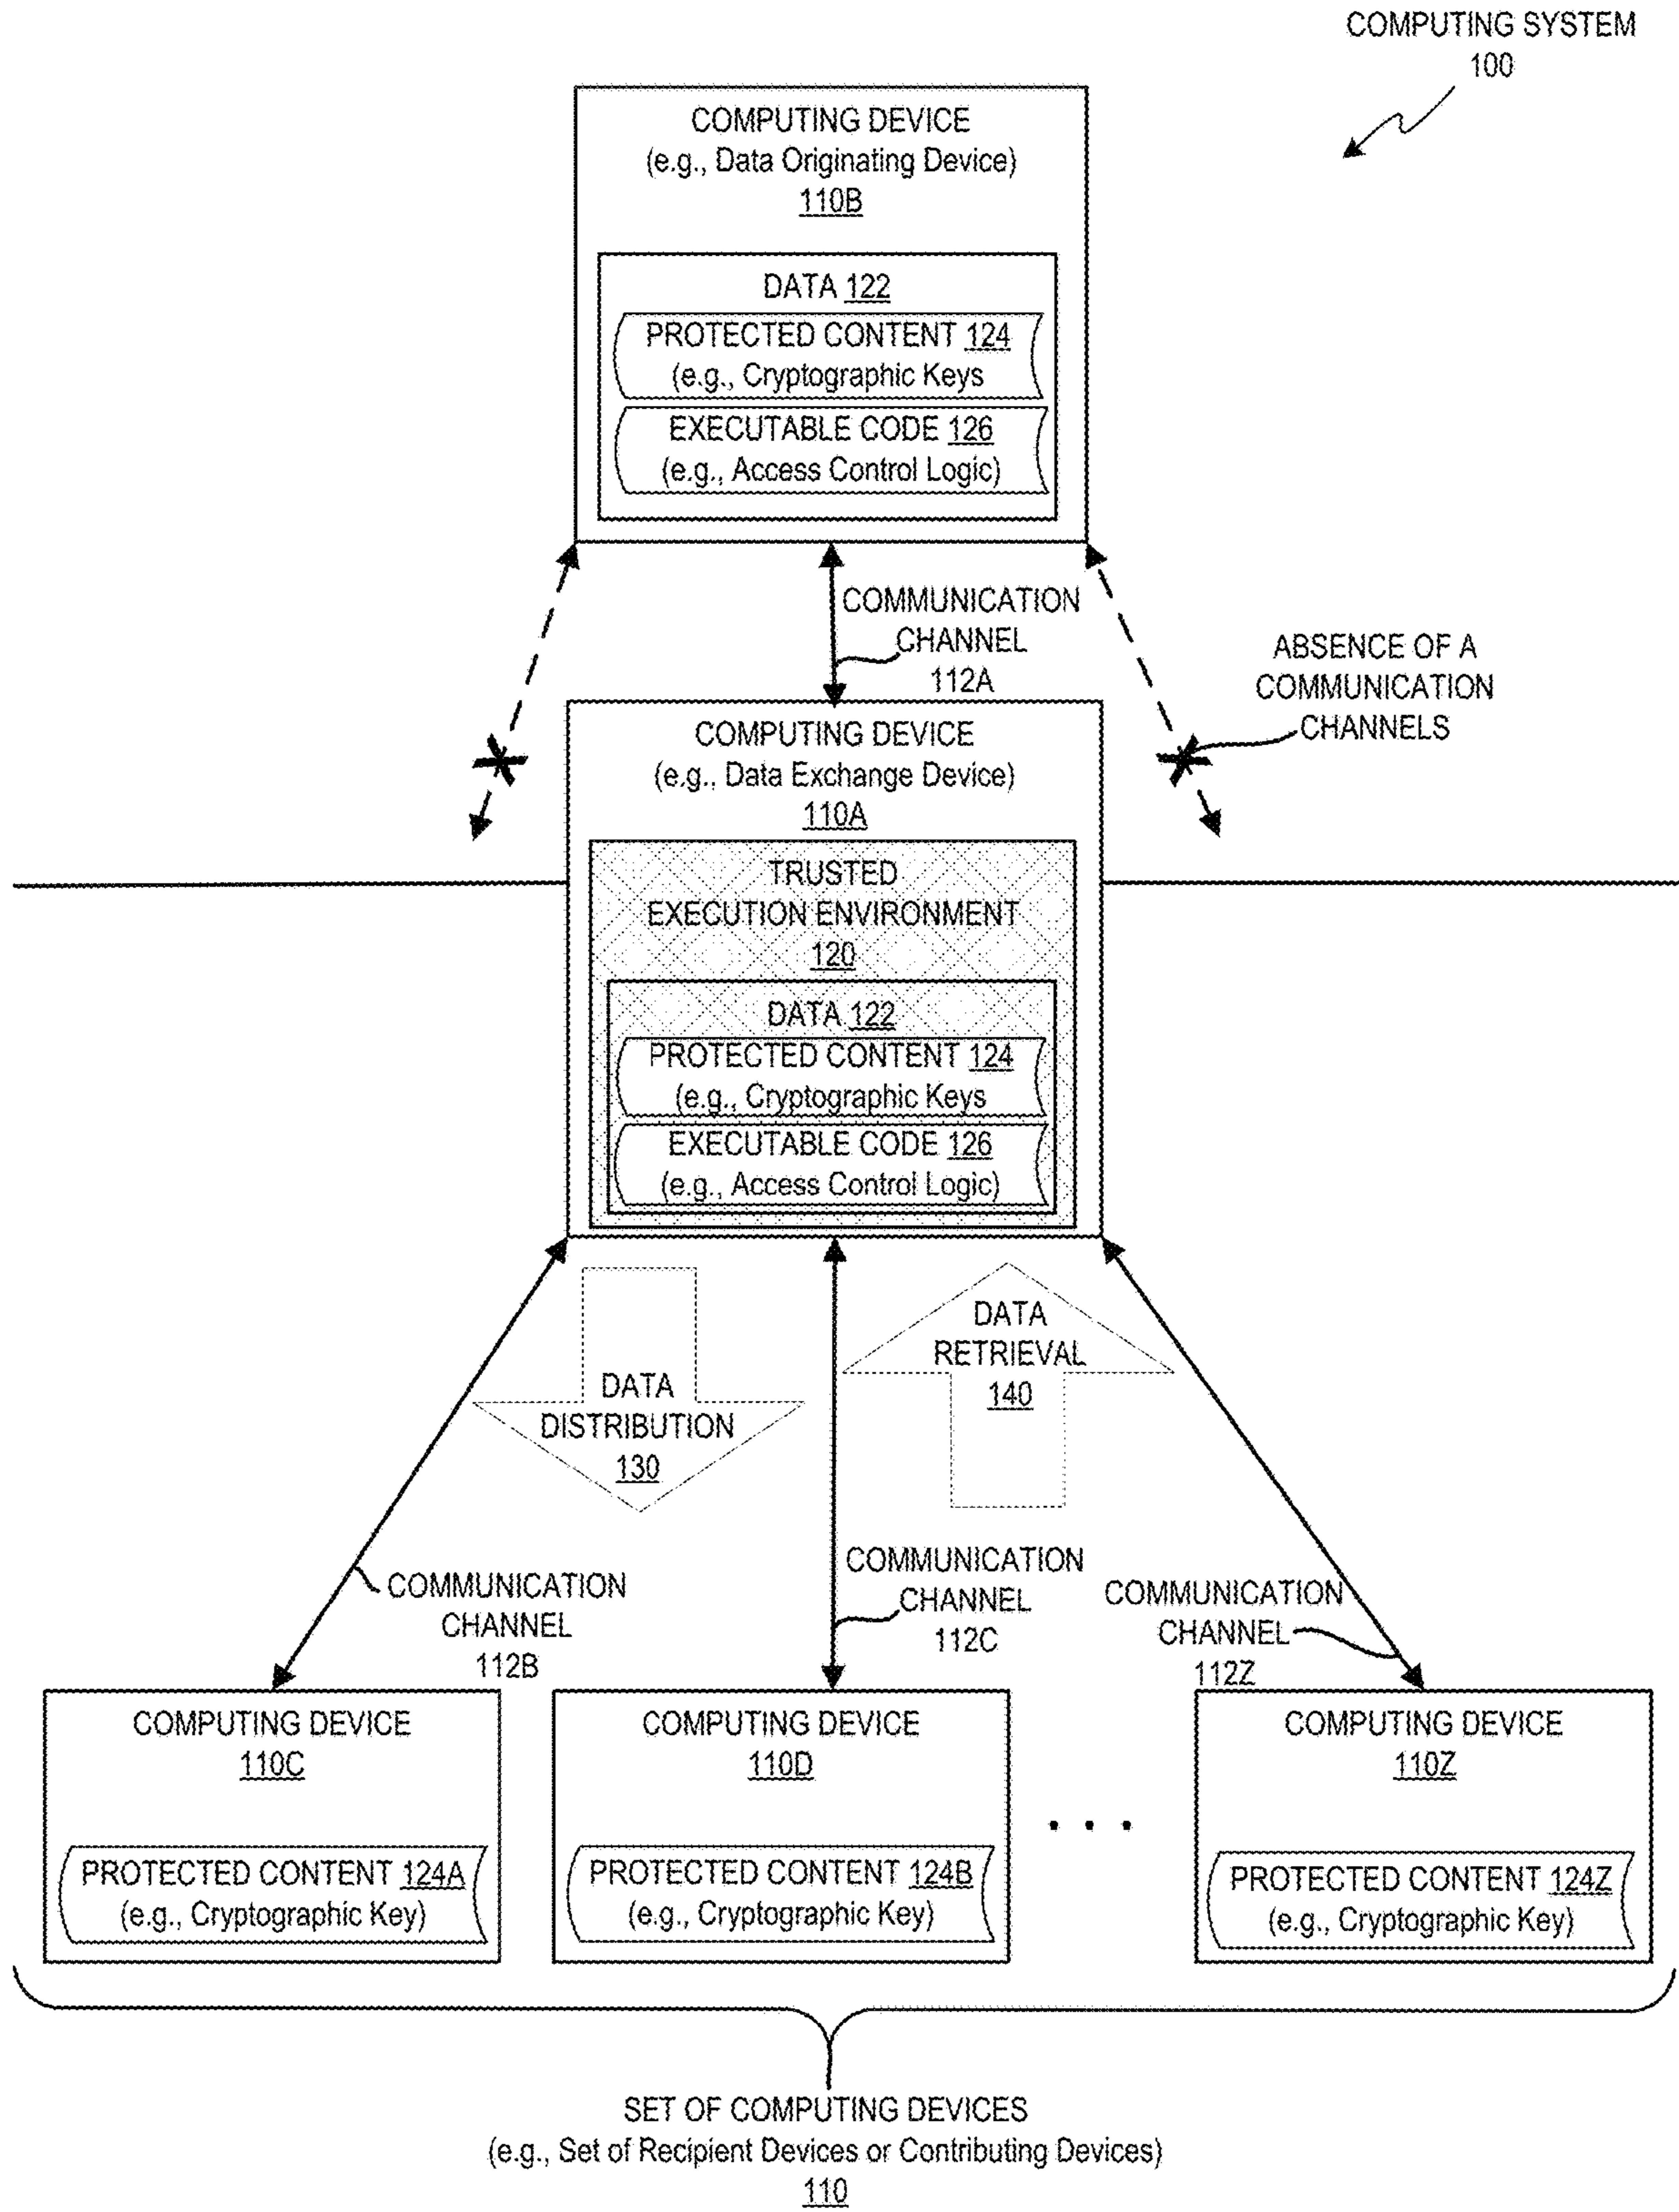 COMPUTING SYSTEM
100
COMPUTING DEVICE
(e.g., Data Originating Device)
110B
DATA 122
PROTECTED CONTENT 124
(e.g., Cryptographic Keys
EXECUTABLE CODE 126
(e.g., Access Control Logic)
COMMUNICATION
CHANNEL
112A
ABSENCE OF A
COMMUNICATION
CHANNELS
COMPUTING DEVICE
(e.g., Data Exchange Device)
110A
TRUSTED
EXECUTION ENVIRONMENT
120
DATA 122
PROTECTED CONTENT 124
(e.g., Cryptographic Keys
EXECUTABLE CODE 126
(e.g., Access Control Logic)
DATA
DISTRIBUTION
130
DATA
RETRIEVAL
140
COMMUNICATION
CHANNEL
112B
COMMUNICATION
CHANNEL
112C
COMMUNICATION
CHANNEL
112Z
COMPUTING DEVICE
110C
PROTECTED CONTENT 124A
(e.g., Cryptographic Key)
COMPUTING DEVICE
110D
PROTECTED CONTENT 124B
(e.g., Cryptographic Key)
. . .
COMPUTING DEVICE
110Z
PROTECTED CONTENT 124Z
(e.g., Cryptographic Key)
SET OF COMPUTING DEVICES
(e.g., Set of Recipient Devices or Contributing Devices)
110